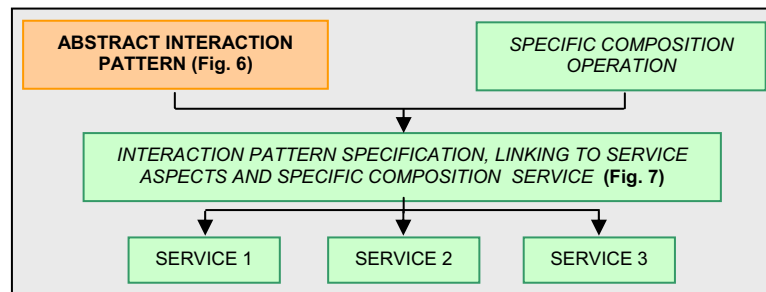 ABSTRACT INTERACTION
PATTERN (Fig. 6)
SPECIFIC COMPOSITION
OPERATION
INTERACTION PATTERN SPECIFICATION, LINKING TO SERVICE
ASPECTS AND SPECIFIC COMPOSITION SERVICE (Fig. 7)
SERVICE 1
SERVICE 2
SERVICE 3